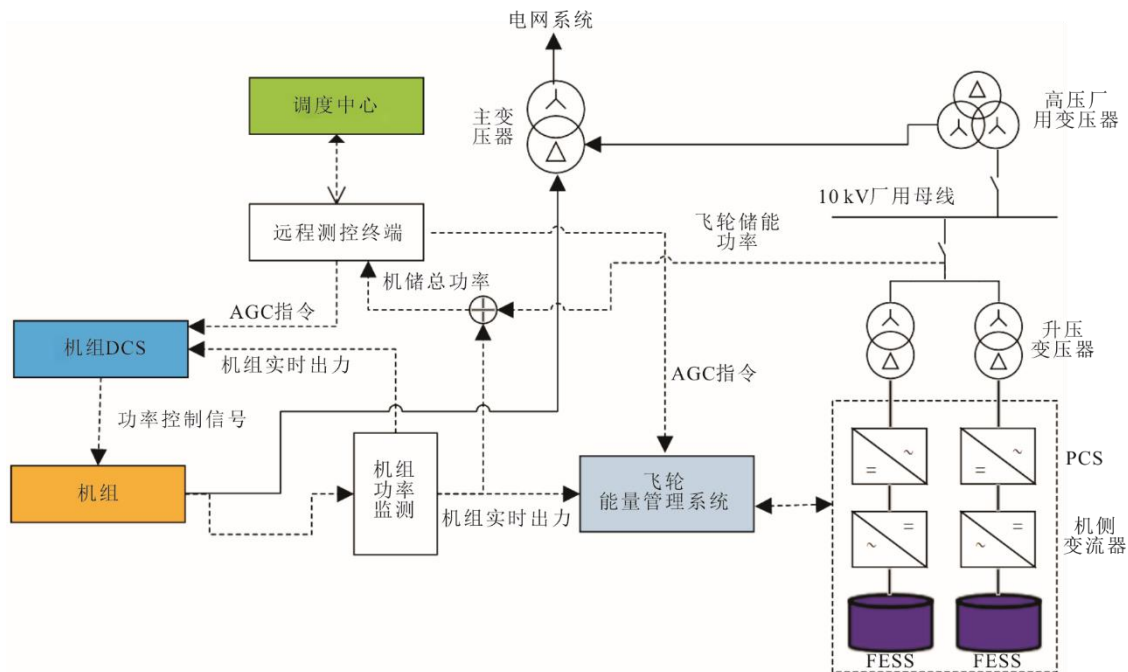 电网系统
调度中心
主变
压器
高压厂
用变压器
10 kV厂用母线
远程测控终端
飞轮储能
功率
机储总功率
AGC指令
机组DCS
机组实时出力
升压
变压器
AGC指令
功率控制信号
机组
机组
功率
监测
机组实时出力
飞轮
能量管理系统
PCS
机侧
变流器
FESS
FESS